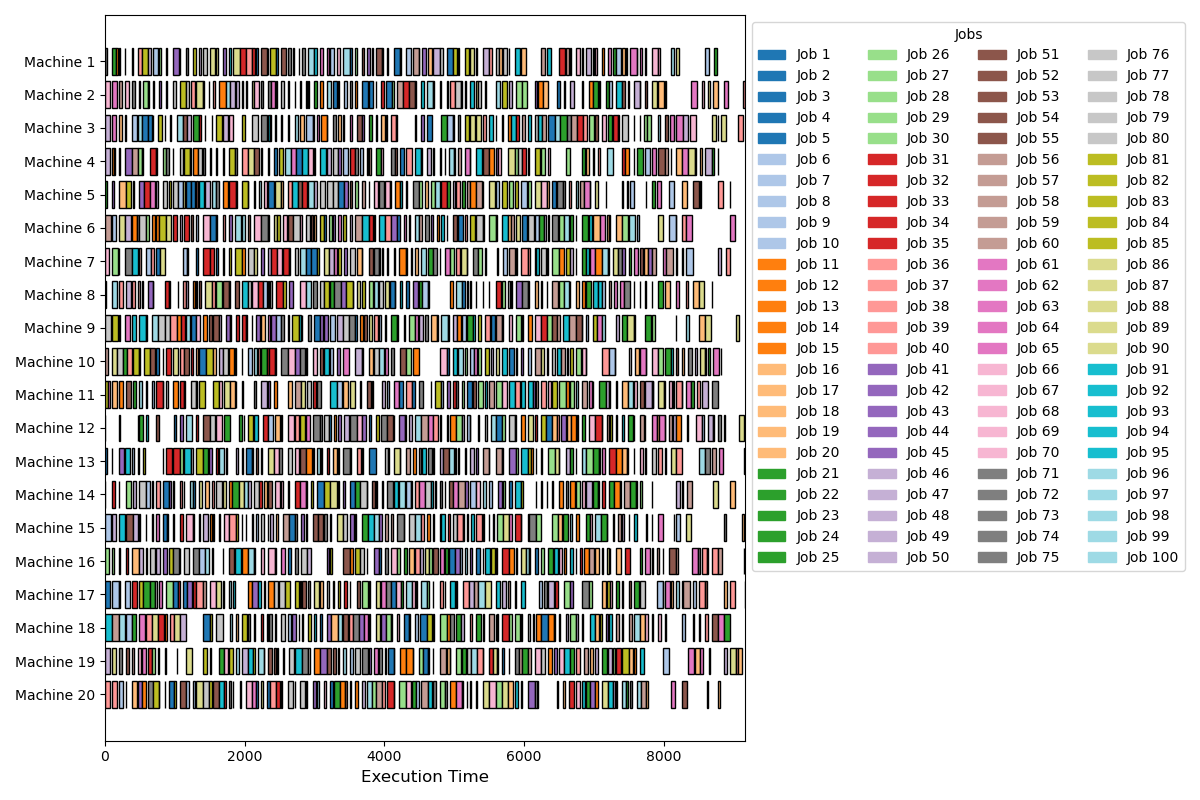 Machine 1
Machine 2
Machine 3
Machine 4
Machine 5
Machine 6
Machine 7
Machine 8
Machine 9
Machine 10
Machine 11
Machine 12
Machine 13
Machine 14
Machine 15
Machine 16
Machine 17
Machine 18
Machine 19
Machine 20
0 2000 4000 6000 8000
Execution Time
Jobs
Job 1 Job 26 Job 51 Job 76
Job 2 Job 27 Job 52 Job 77
Job 3 Job 28 Job 53 Job 78
Job 4 Job 29 Job 54 Job 79
Job 5 Job 30 Job 55 Job 80
Job 6 Job 31 Job 56 Job 81
Job 7 Job 32 Job 57 Job 82
Job 8 Job 33 Job 58 Job 83
Job 9 Job 34 Job 59 Job 84
Job 10 Job 35 Job 60 Job 85
Job 11 Job 36 Job 61 Job 86
Job 12 Job 37 Job 62 Job 87
Job 13 Job 38 Job 63 Job 88
Job 14 Job 39 Job 64 Job 89
Job 15 Job 40 Job 65 Job 90
Job 16 Job 41 Job 66 Job 91
Job 17 Job 42 Job 67 Job 92
Job 18 Job 43 Job 68 Job 93
Job 19 Job 44 Job 69 Job 94
Job 20 Job 45 Job 70 Job 95
Job 21 Job 46 Job 71 Job 96
Job 22 Job 47 Job 72 Job 97
Job 23 Job 48 Job 73 Job 98
Job 24 Job 49 Job 74 Job 99
Job 25 Job 50 Job 75 Job 100